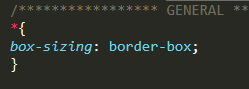 /***************** GENERAL **
*{
box-sizing: border-box;
}